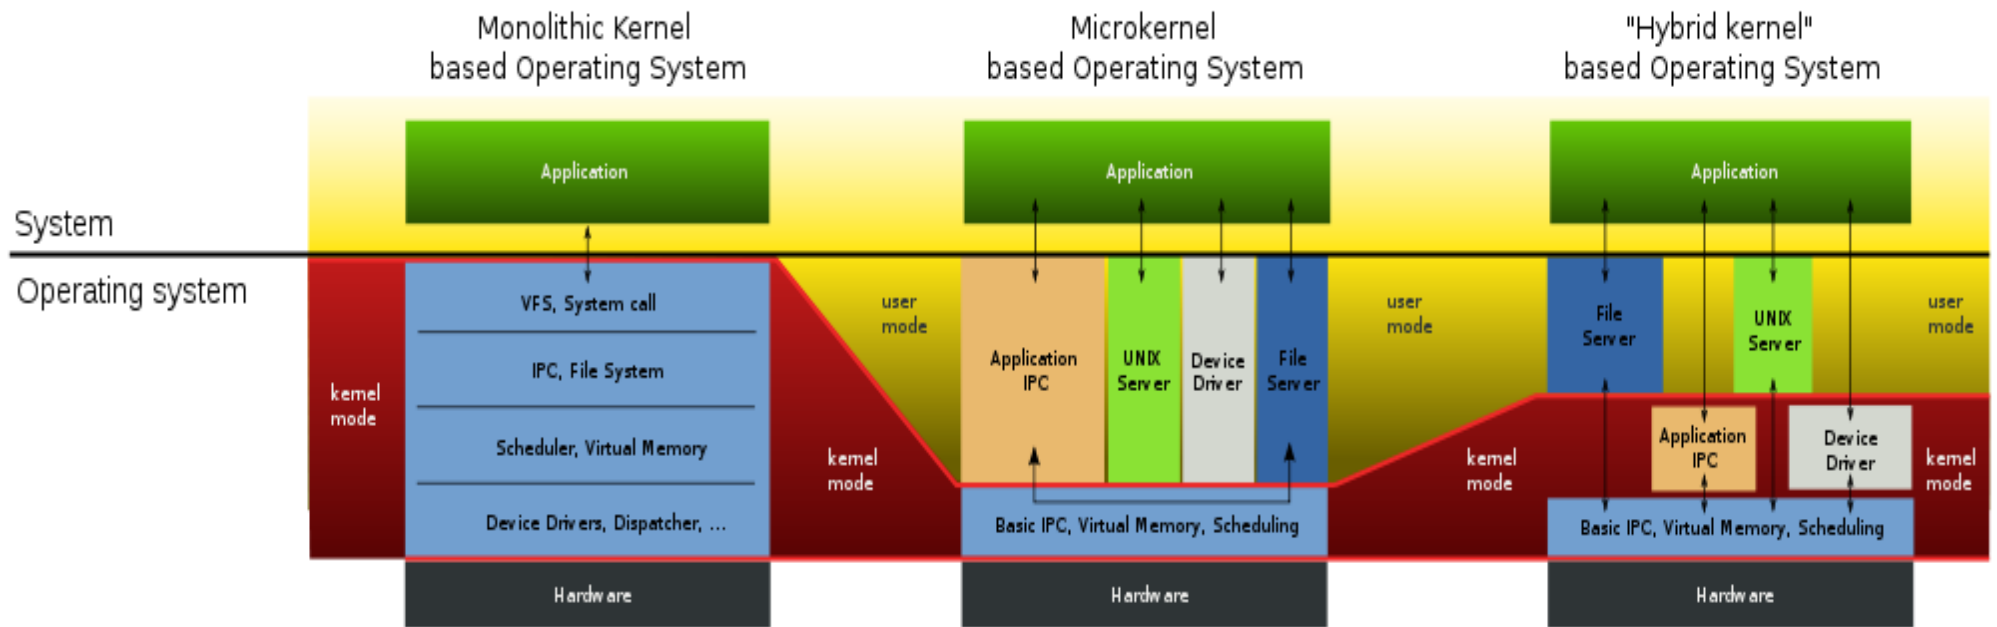 Monolithic Kernel
based Operating System
Microkernel
based Operating System
"Hybrid kernel"
based Operating System
Application
Application
Application
System
Operating system
VFS, System call
IPC, File System
Scheduler, Virtual Memory
Device Drivers, Dispatcher, ...
kernel
mode
kernel
mode
user
mode
Application
IPC
UNIX
Server
Device
Driver
File
Server
Basic IPC, Virtual Memory, Scheduling
user
mode
kernel
mode
File
Server
UNIX
Server
user
mode
Application
IPC
Device
Driver
kernel
mode
Basic IPC, Virtual Memory, Scheduling
Hardware
Hardware
Hardware